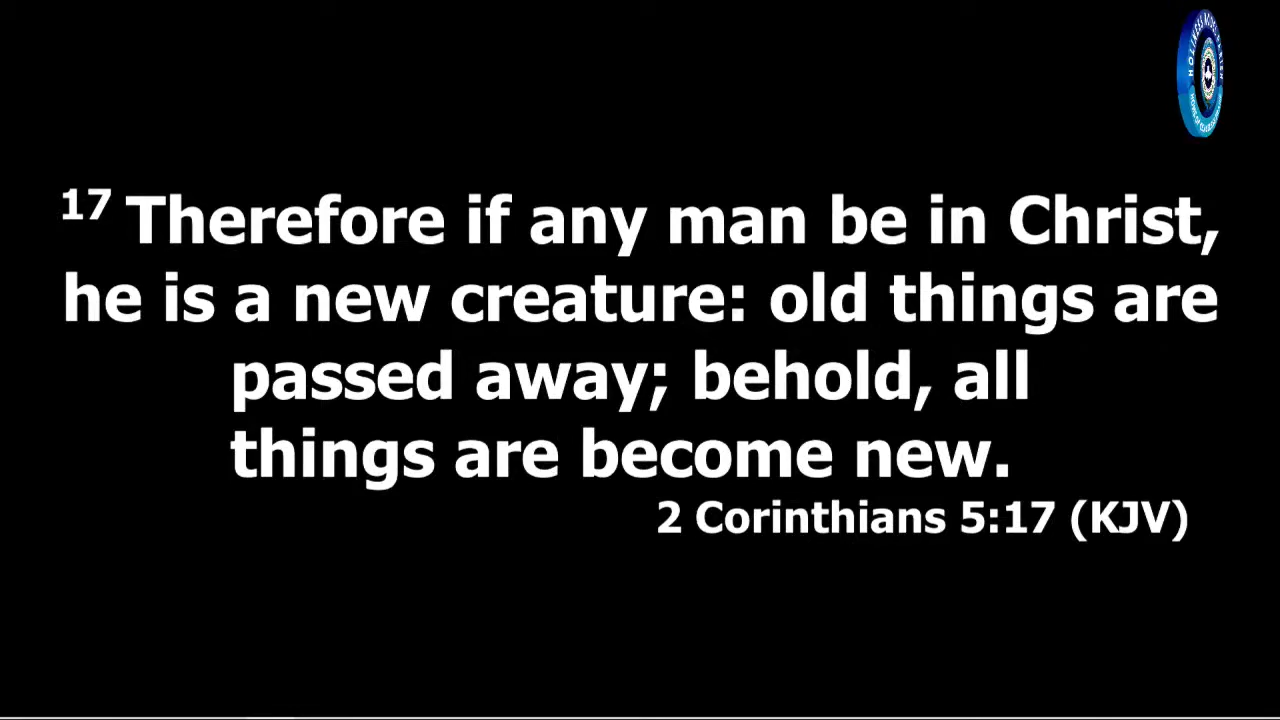 17 Therefore if any man be in Christ,
he is a new creature: old things are
passed away; behold, all
things are become new.
2 Corinthians 5:17 (KJV)